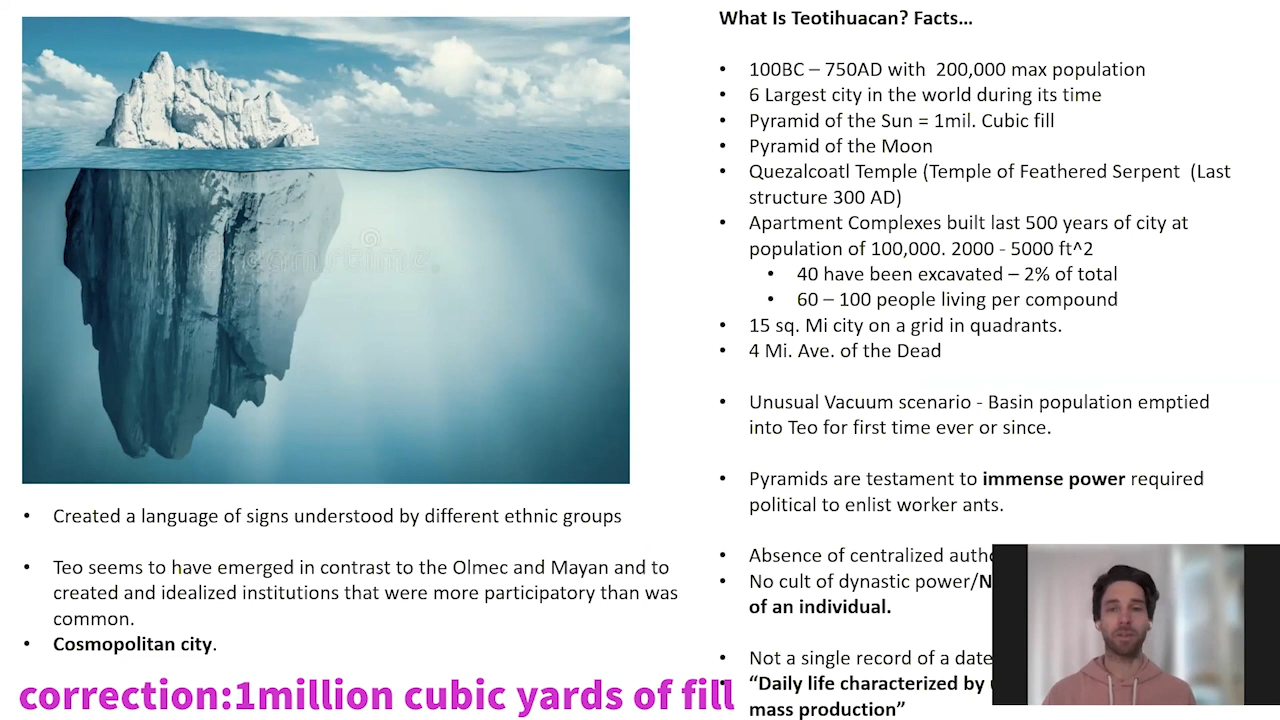 What Is Teotihuacan? Facts…
• 100BC – 750AD with 200,000 max population
• 6 Largest city in the world during its time
• Pyramid of the Sun = 1mil. Cubic fill
• Pyramid of the Moon
• Quezalcoatl Temple (Temple of Feathered Serpent (Last
structure 300 AD)
• Apartment Complexes built last 500 years of city at
population of 100,000. 2000 - 5000 ft^2
• 40 have been excavated – 2% of total
• 60 – 100 people living per compound
• 15 sq. Mi city on a grid in quadrants.
• 4 Mi. Ave. of the Dead
• Unusual Vacuum scenario - Basin population emptied
into Teo for first time ever or since.
• Pyramids are testament to immense power required
political to enlist worker ants.
• Absence of centralized
• No cult of dynastic power/
of an individual.
• Not a single record of a
• “Daily life characterized by
mass production”
• Created a language of signs understood by different ethnic groups
• Teo seems to have emerged in contrast to the Olmec and Mayan and to
created and idealized institutions that were more participatory than was
common.
• Cosmopolitan city.
correction:1million cubic yards of fill